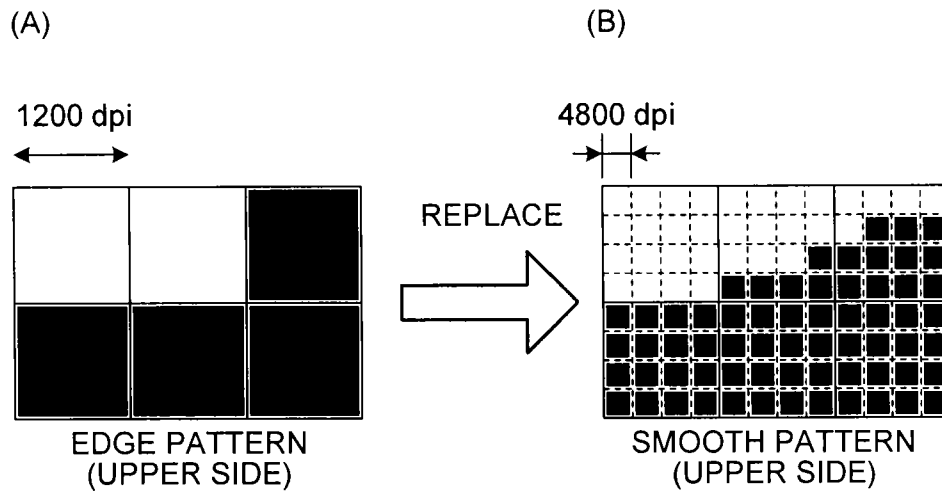 (A)
(B)
1200 dpi
4800 dpi
REPLACE
EDGE PATTERN
(UPPER SIDE)
SMOOTH PATTERN
(UPPER SIDE)